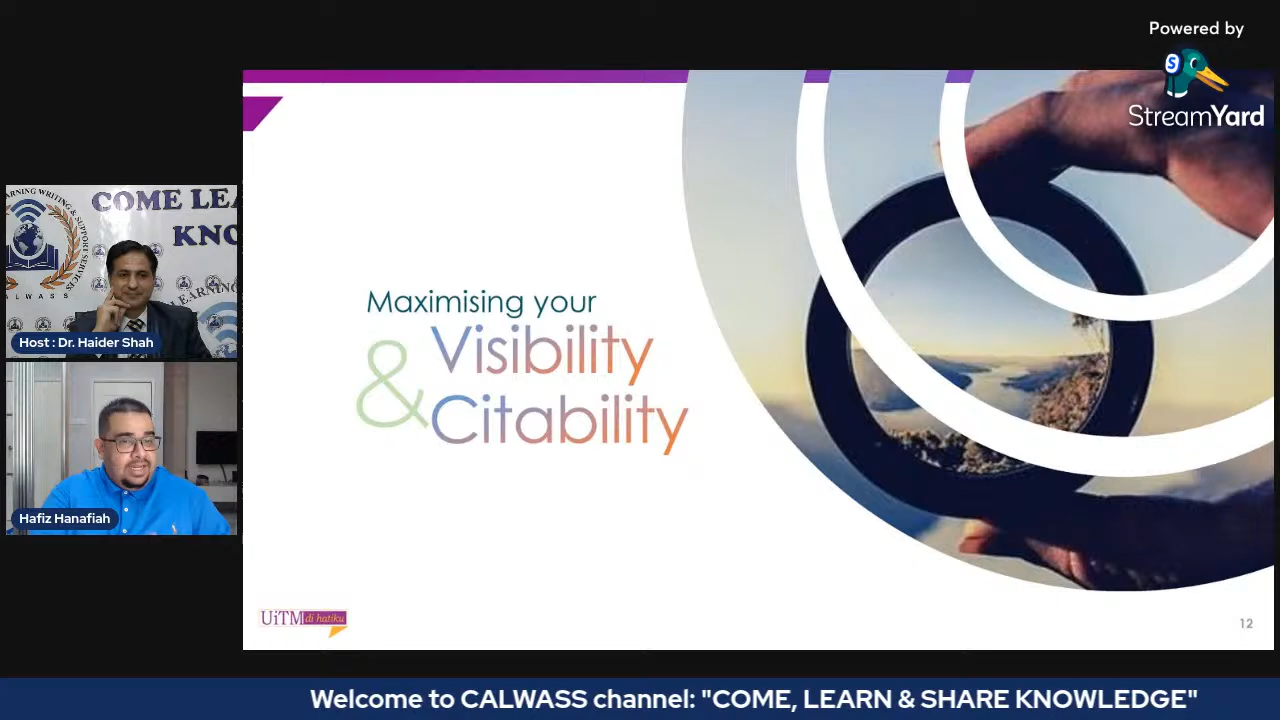 Powered by
StreamYard
COME LEA
KNO
CALWASS
Host : Dr. Haider Shah
Hafiz Hanafiah
Maximising your
Visibility
&
Citability
UiTM di hatiku
12
Welcome to CALWASS channel: "COME, LEARN & SHARE KNOWLEDGE"